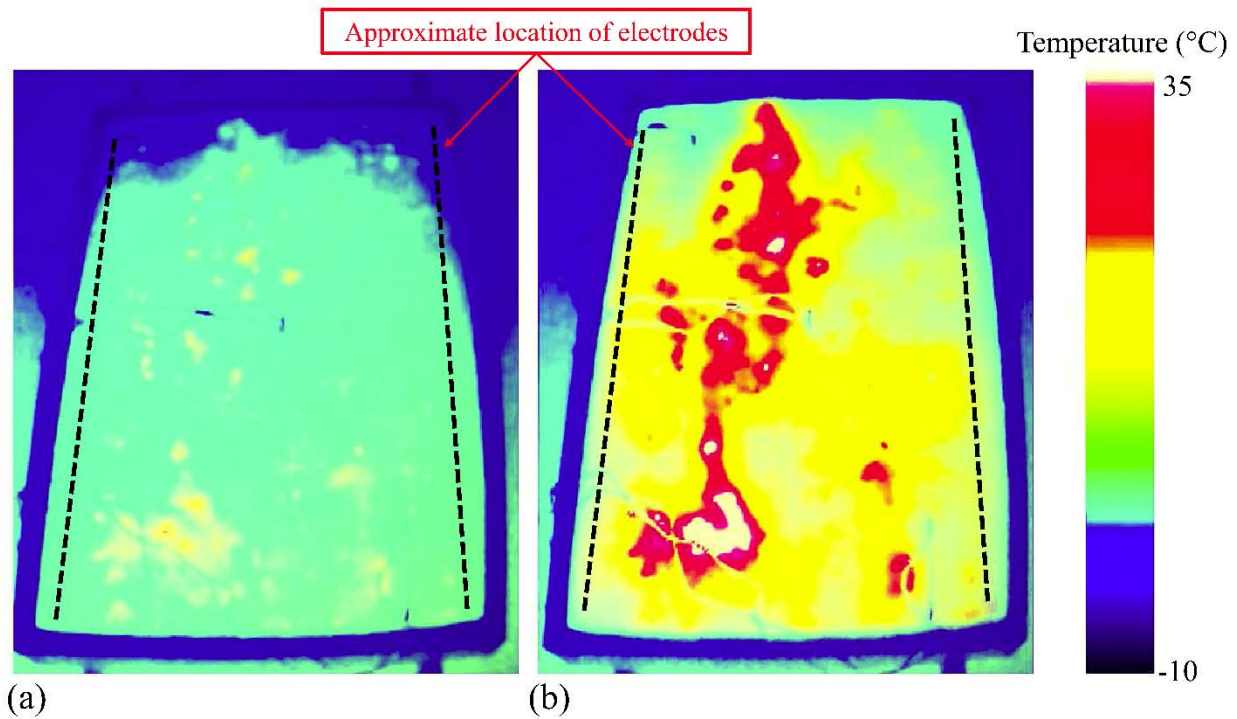 Approximate location of electrodes
Temperature (°C)
35
-10
(a)
(b)